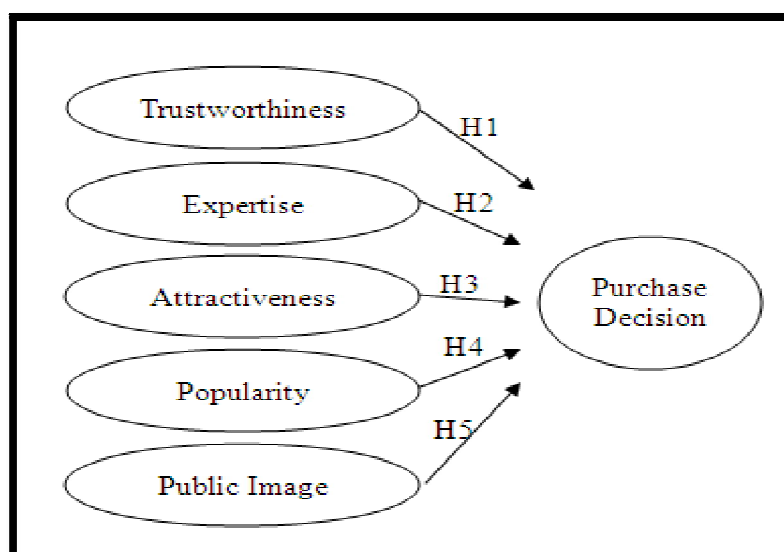 Trustworthiness
H1
Expertise
H2
Attractiveness
H3
Purchase
Decision
Popularity
H4
Public Image
H5